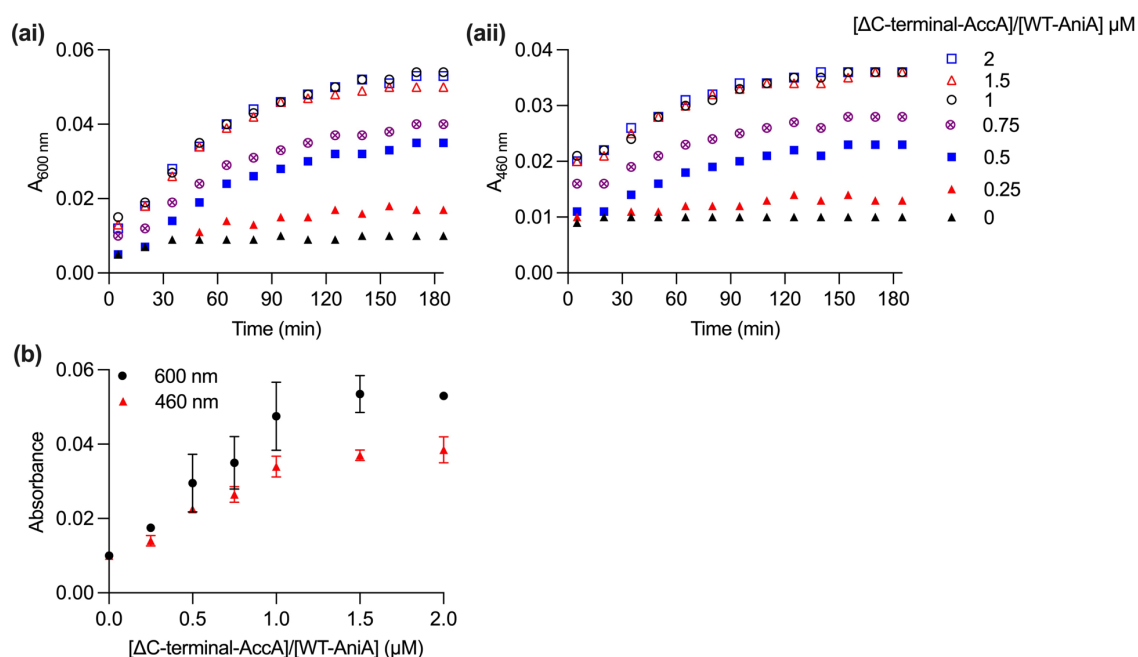 (ai)
0.06
0.04
0.02
0.00
A600 nm
0 30 60 90 120 150 180
Time (min)
(aii)
0.04
0.03
0.02
0.01
0.00
A460 nm
0 30 60 90 120 150 180
Time (min)
[ΔC-terminal-AccA]/[WT-AniA] µM
2
1.5
1
0.75
0.5
0.25
0
(b)
0.06
0.04
0.02
0.00
Absorbance
600 nm
460 nm
0.0 0.5 1.0 1.5 2.0
[ΔC-terminal-AccA]/[WT-AniA] (µM)